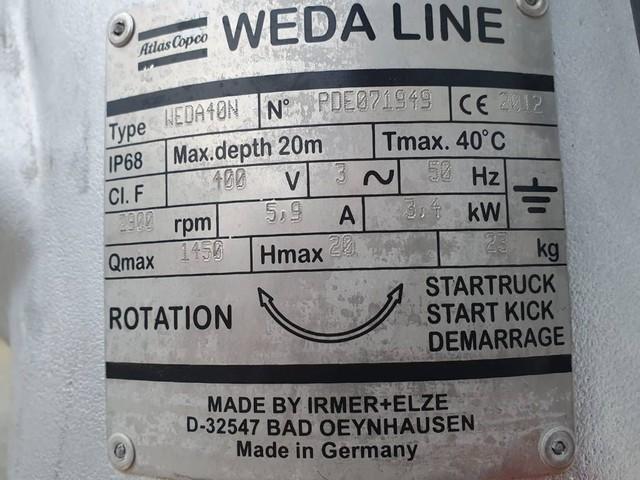 Atlas Copco WEDA LINE
Type WEDA40N N° PDE071949 CE 2012
IP68 Max.depth 20m Tmax. 40°C
Cl. F 400 V 3 ~ 50 Hz
2900 rpm 5,9 A 3,4 kW
Qmax 1450 Hmax 20 23 kg
ROTATION
STARTRUCK
START KICK
DEMARRAGE
MADE BY IRMER+ELZE
D-32547 BAD OEYNHAUSEN
Made in Germany